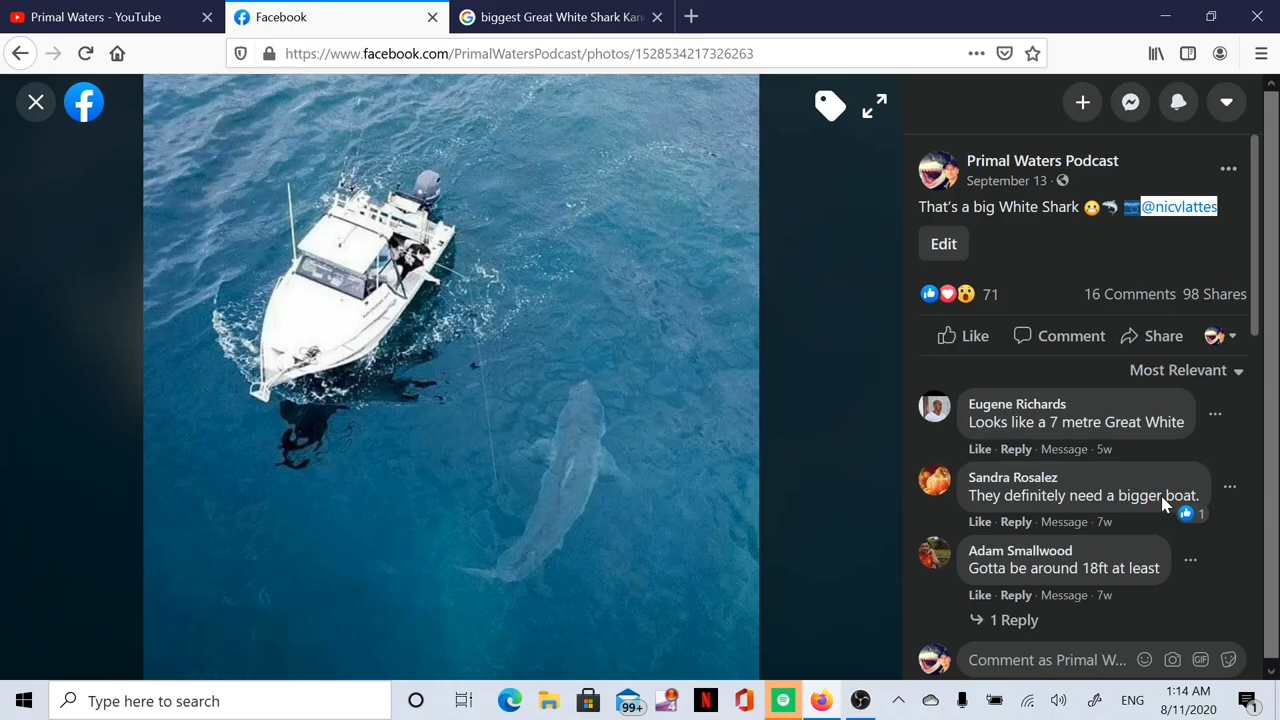 Primal Waters - YouTube
Facebook
biggest Great White Shark Kan
https://www.facebook.com/PrimalWatersPodcast/photos/1528534217326263
Primal Waters Podcast
September 13
That's a big White Shark 😬🦈 🌊@nicvlattes
Edit
71
16 Comments 98 Shares
Like Comment Share
Most Relevant
Eugene Richards
Looks like a 7 metre Great White
Like · Reply · Message · 5w
Sandra Rosalez
They definitely need a bigger boat.
1
Like · Reply · Message · 7w
Adam Smallwood
Gotta be around 18ft at least
Like · Reply · Message · 7w
1 Reply
Comment as Primal W...
GIF
Type here to search
99+
4
N
ENG
1:14 AM
8/11/2020
1